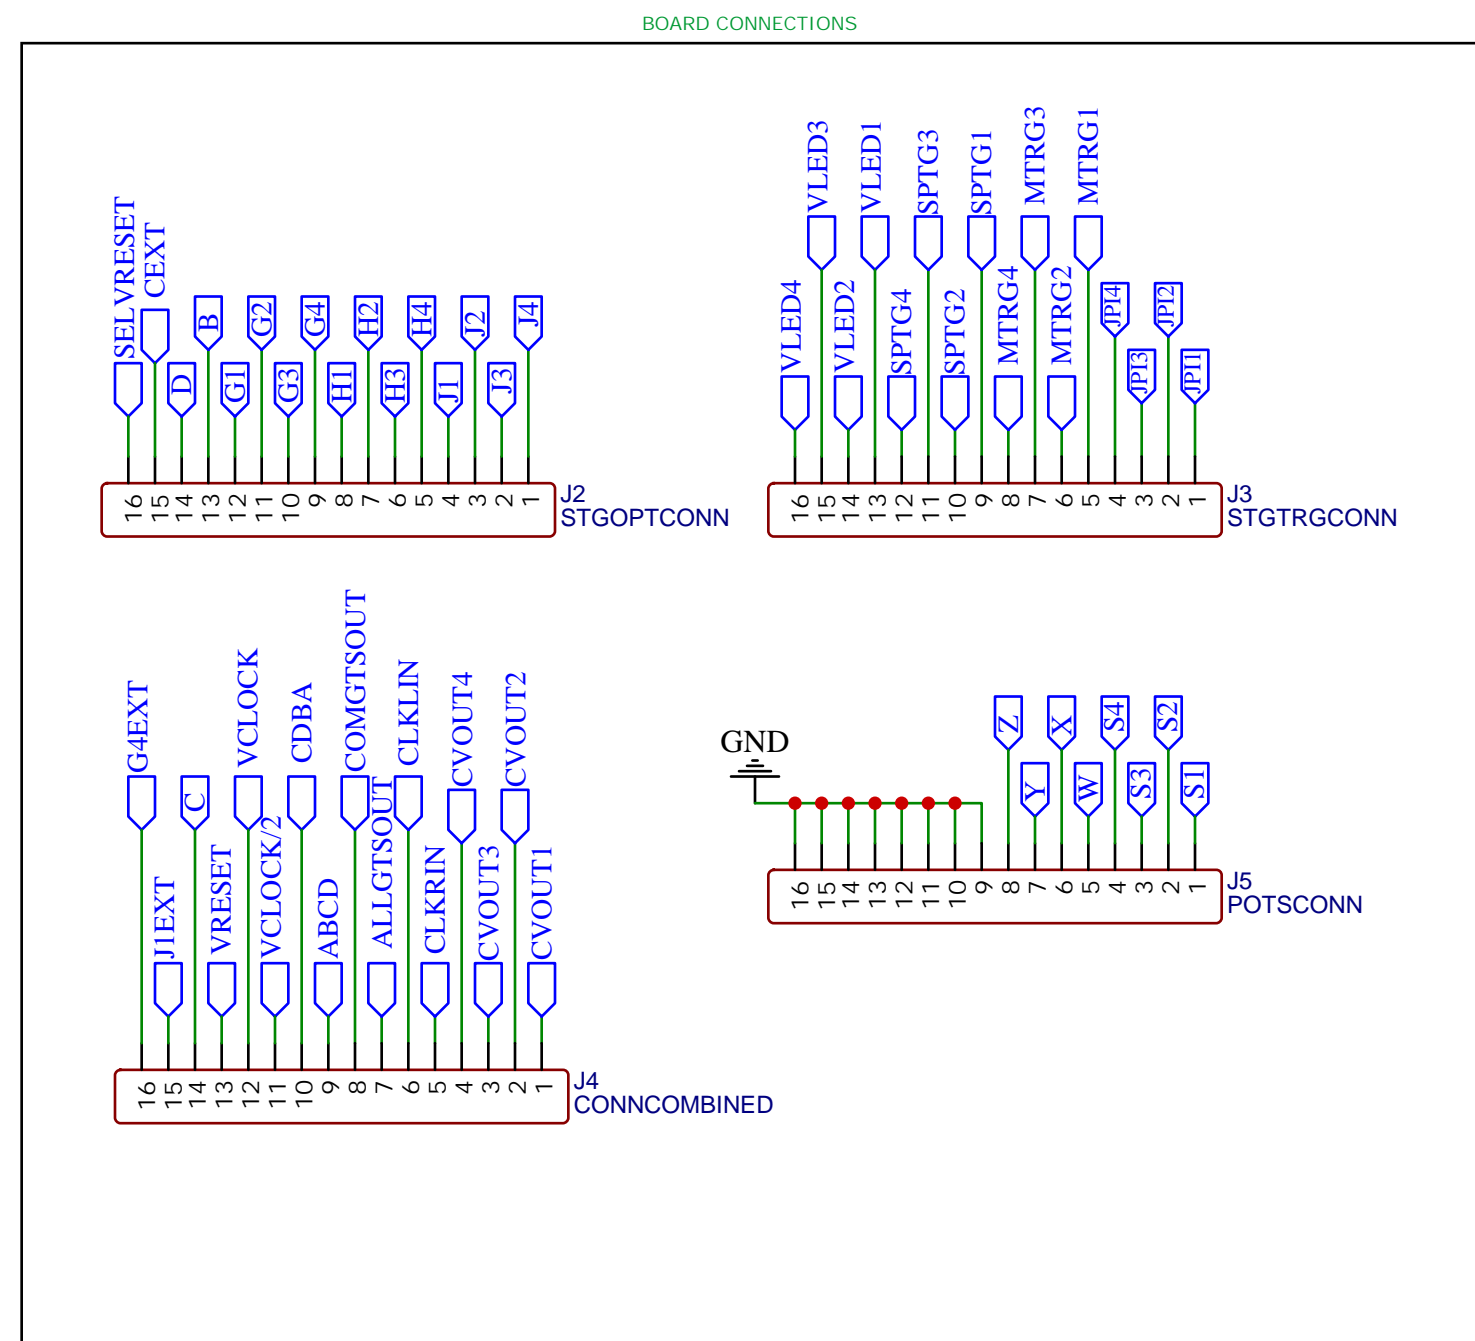 BOARD CONNECTIONS
SELVRESET
CEXT
D
B
G1
G2
G3
G4
H1
H2
H3
H4
J1
J2
J3
J4
16 15 14 13 12 11 10 9 8 7 6 5 4 3 2 1
J2
STGOPTCONN
VLED4
VLED3
VLED2
VLED1
SPTG4
SPTG3
SPTG2
SPTG1
MTRG4
MTRG3
MTRG2
MTRG1
JPI4
JPI3
JPI2
JPI1
16 15 14 13 12 11 10 9 8 7 6 5 4 3 2 1
J3
STGTRGCONN
G4EXT
J1EXT
C
VRESET
VCLOCK
VCLOCK/2
CDBA
ABCD
COMGTSOUT
ALLGTSOUT
CLKLIN
CLKRIN
CVOUT4
CVOUT3
CVOUT2
CVOUT1
16 15 14 13 12 11 10 9 8 7 6 5 4 3 2 1
J4
CONNCOMBINED
GND
Z
Y
X
W
S4
S3
S2
S1
16 15 14 13 12 11 10 9 8 7 6 5 4 3 2 1
J5
POTSCONN